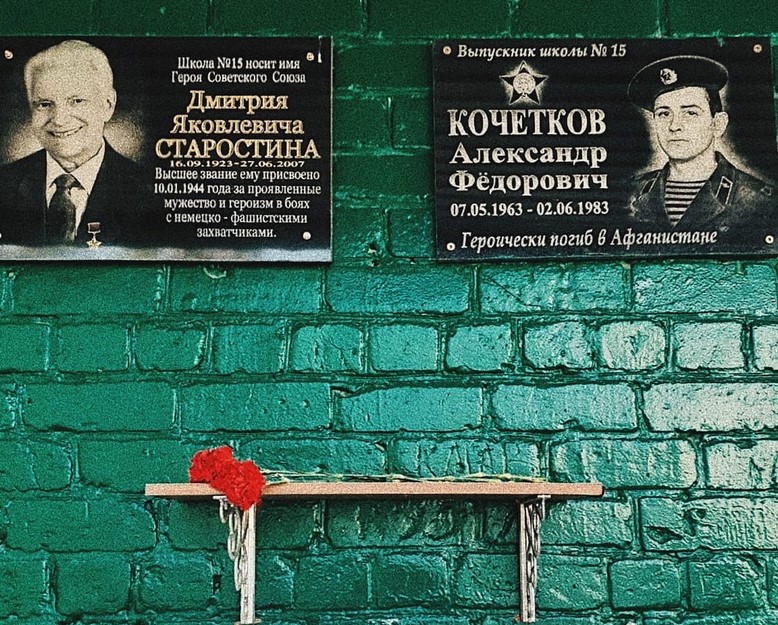 Школа №15 носит имя
Героя Советского Союза
Дмитрия
Яковлевича
СТАРОСТИНА
16.09.1923-27.06.2007
Высшее звание ему присвоено
10.01.1944 года за проявленные
мужество и героизм в боях
с немецко - фашистскими
захватчиками.
Выпускник школы № 15
КОЧЕТКОВ
Александр
Фёдорович
07.05.1963 - 02.06.1983
Героически погиб в Афганистане